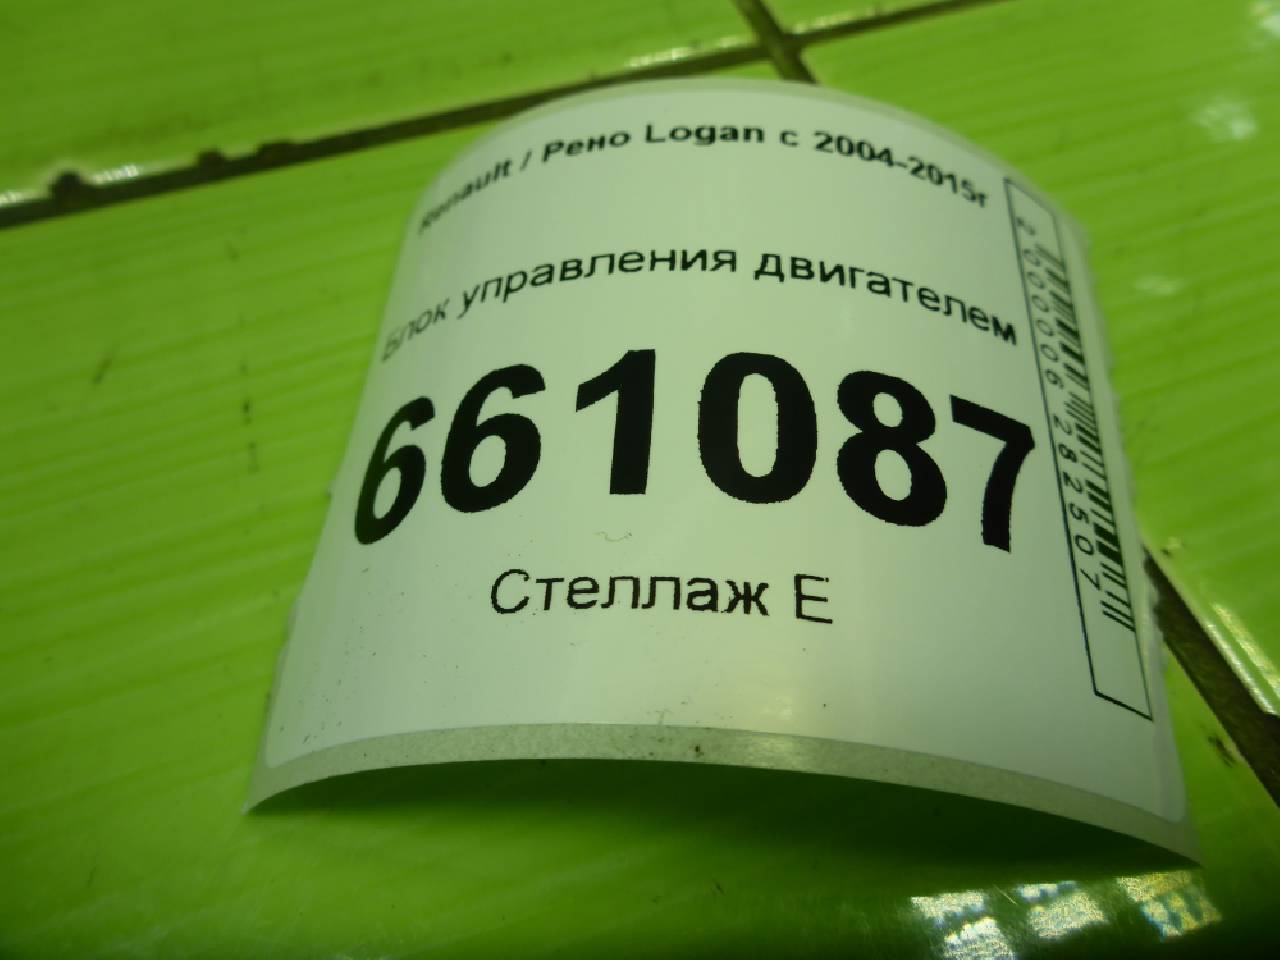 Renault / Рено Logan с 2004-2015г
Блок управления двигателем
661087
Стеллаж Е
2000006282507